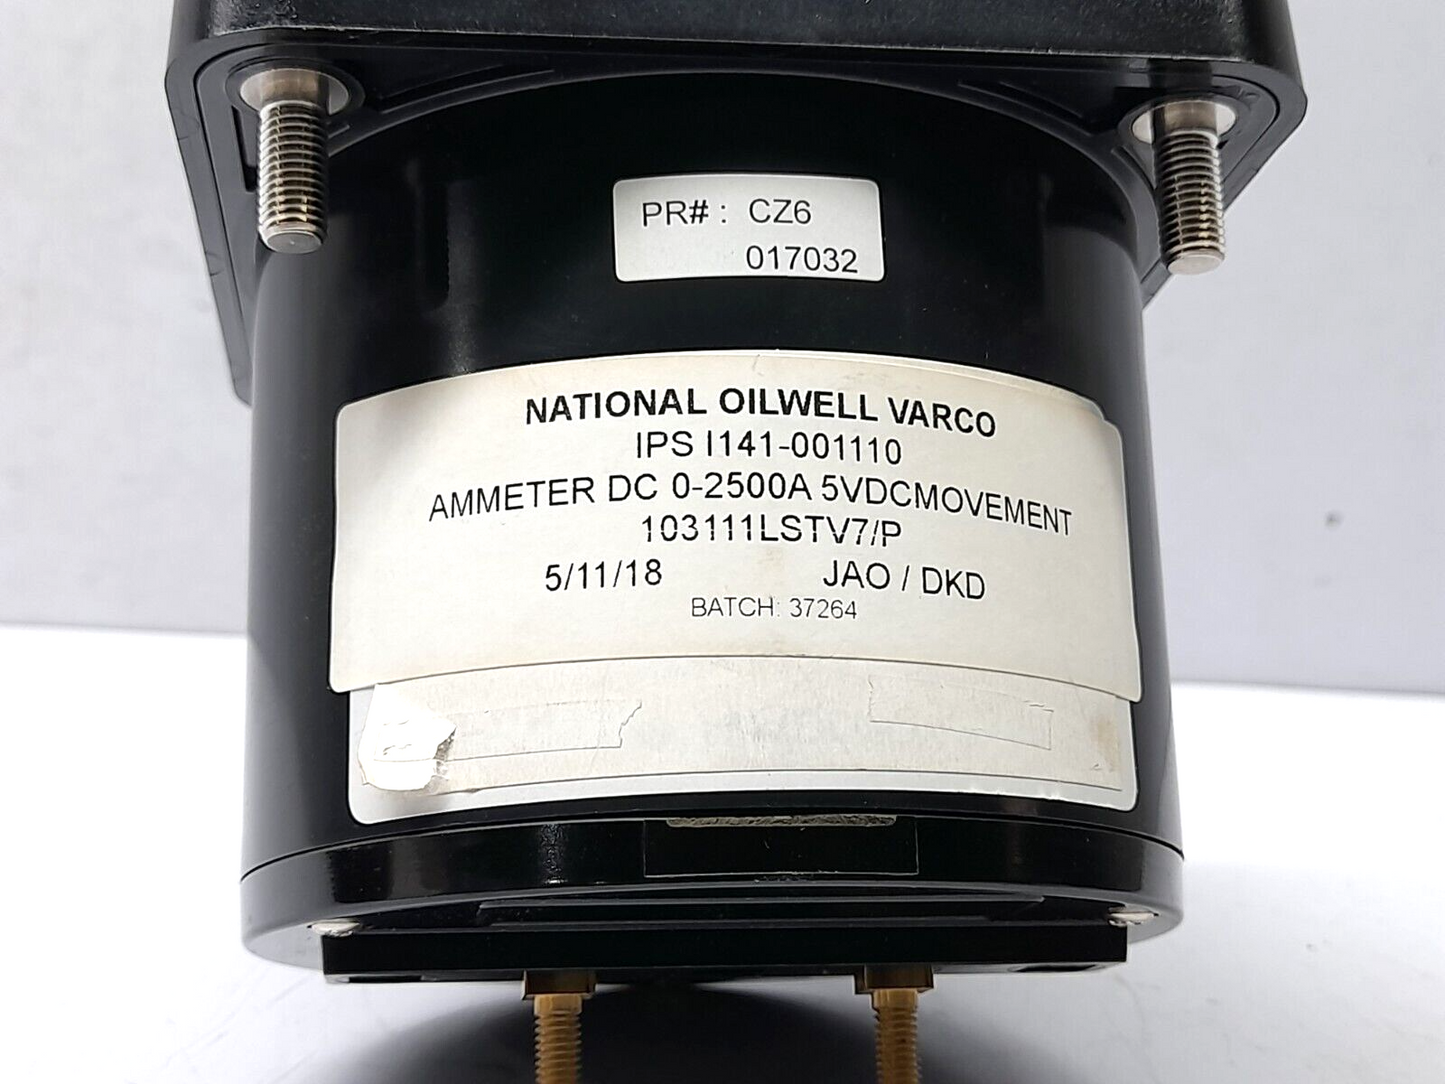 PR# : CZ6
017032
NATIONAL OILWELL VARCO
IPS I141-001110
AMMETER DC 0-2500A 5VDCMOVEMENT
103111LSTV7/P
5/11/18 JAO / DKD
BATCH: 37264